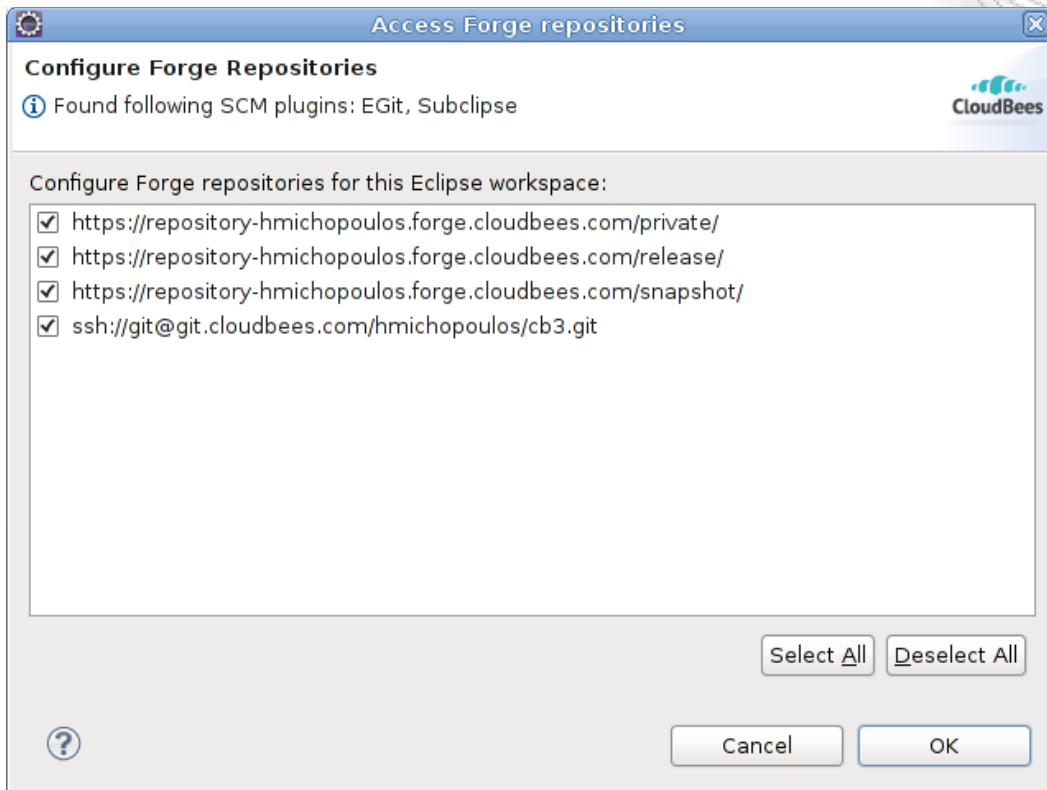 Access Forge repositories
Configure Forge Repositories
Found following SCM plugins: EGit, Subclipse
CloudBees
Configure Forge repositories for this Eclipse workspace:
https://repository-hmichopoulos.forge.cloudbees.com/private/
https://repository-hmichopoulos.forge.cloudbees.com/release/
https://repository-hmichopoulos.forge.cloudbees.com/snapshot/
ssh://git@git.cloudbees.com/hmichopoulos/cb3.git
Select All Deselect All
Cancel OK